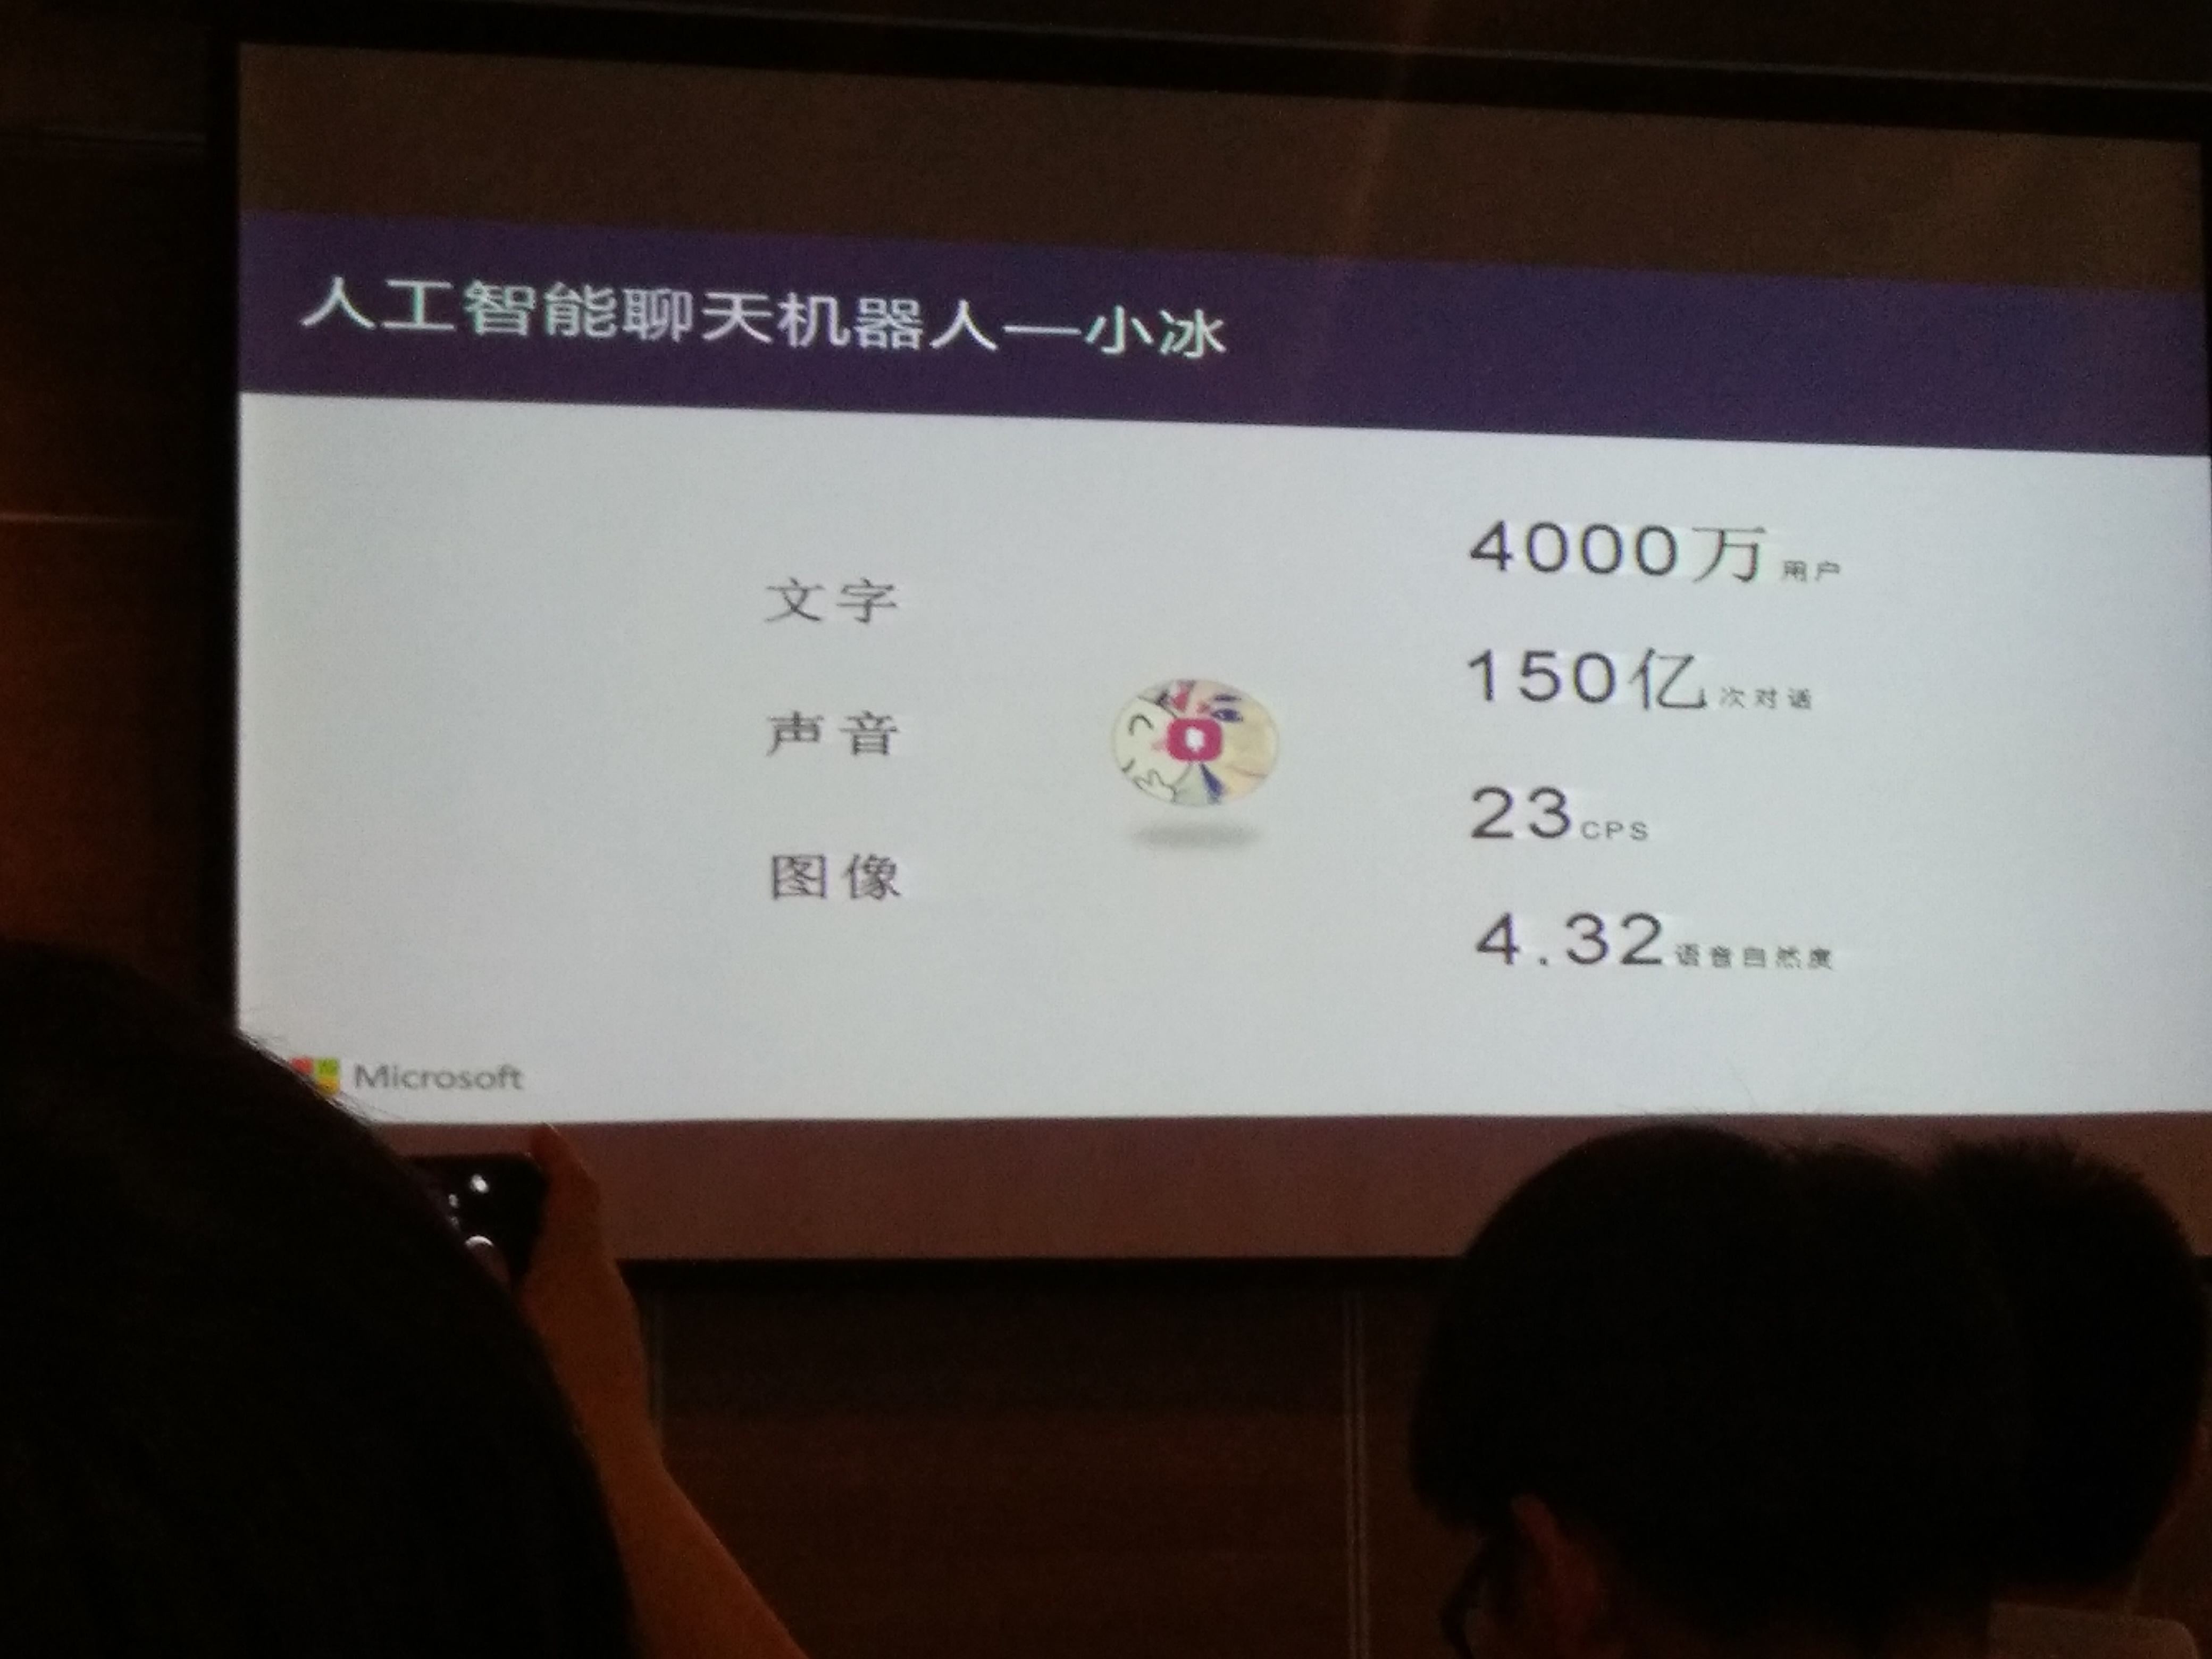 人工智能聊天机器人—小冰
文字
声音
图像
4000万用户
150亿次对话
23CPS
4.32语音自然度
Microsoft